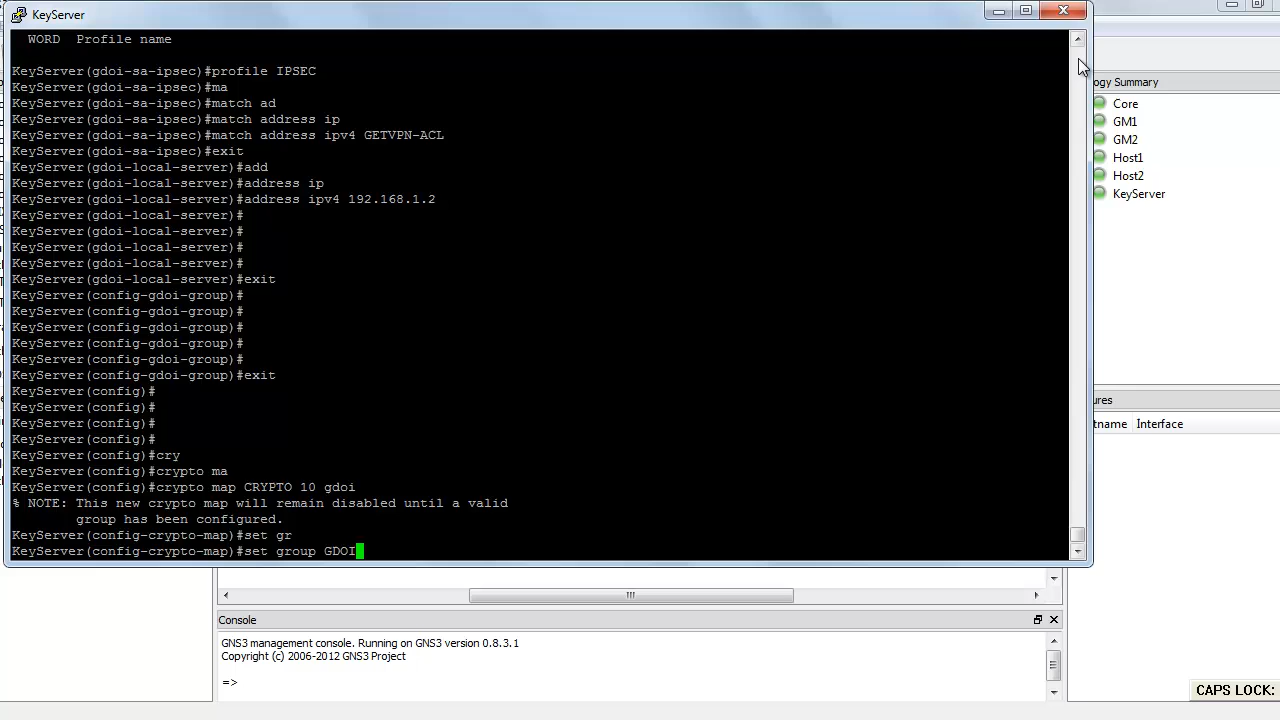 KeyServer
WORD  Profile name
KeyServer(gdoi-sa-ipsec)#profile IPSEC
KeyServer(gdoi-sa-ipsec)#ma
KeyServer(gdoi-sa-ipsec)#match ad
KeyServer(gdoi-sa-ipsec)#match address ip
KeyServer(gdoi-sa-ipsec)#match address ipv4 GETVPN-ACL
KeyServer(gdoi-sa-ipsec)#exit
KeyServer(gdoi-local-server)#add
KeyServer(gdoi-local-server)#address ip
KeyServer(gdoi-local-server)#address ipv4 192.168.1.2
KeyServer(gdoi-local-server)#
KeyServer(gdoi-local-server)#
KeyServer(gdoi-local-server)#
KeyServer(gdoi-local-server)#
KeyServer(gdoi-local-server)#exit
KeyServer(config-gdoi-group)#
KeyServer(config-gdoi-group)#
KeyServer(config-gdoi-group)#
KeyServer(config-gdoi-group)#
KeyServer(config-gdoi-group)#
KeyServer(config-gdoi-group)#exit
KeyServer(config)#
KeyServer(config)#
KeyServer(config)#
KeyServer(config)#
KeyServer(config)#cry
KeyServer(config)#crypto ma
KeyServer(config)#crypto map CRYPTO 10 gdoi
% NOTE: This new crypto map will remain disabled until a valid
group has been configured.
KeyServer(config-crypto-map)#set gr
KeyServer(config-crypto-map)#set group GDOI
ogy Summary
Core
GM1
GM2
Host1
Host2
KeyServer
ures
tname Interface
Console
GNS3 management console. Running on GNS3 version 0.8.3.1
Copyright (c) 2006-2012 GNS3 Project
=>
CAPS LOCK: